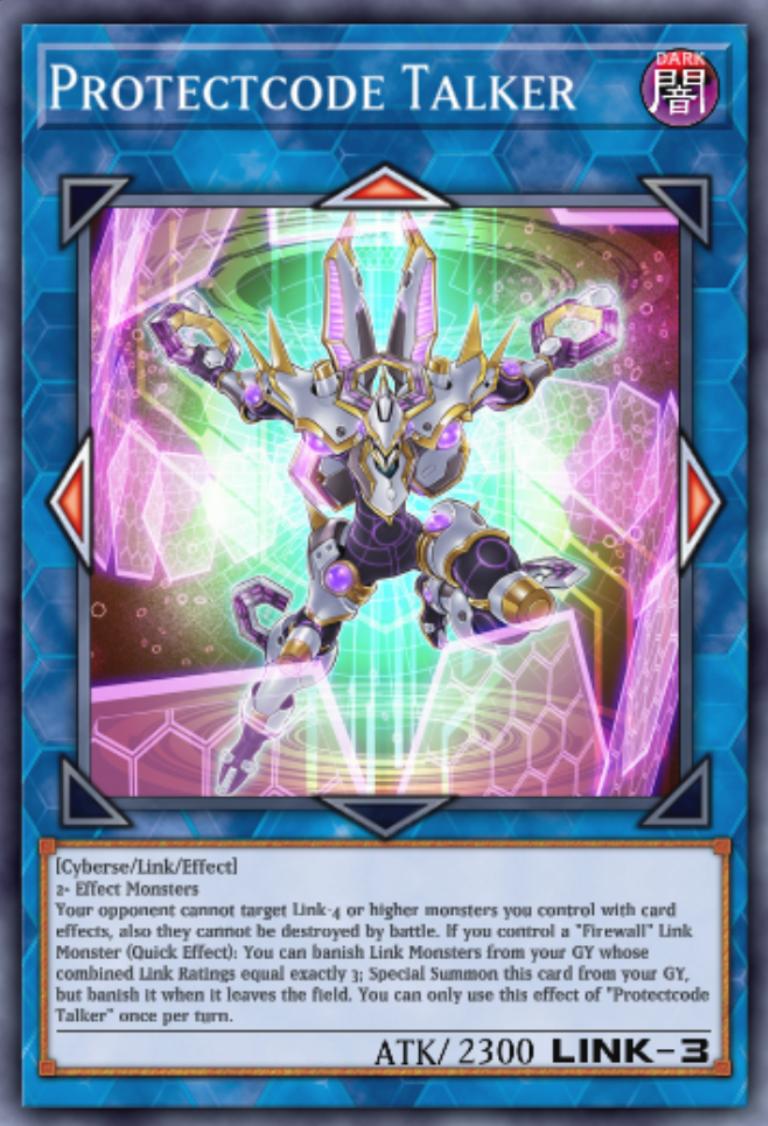 PROTECTCODE TALKER
DARK
闇
[Cyberse/Link/Effect]
2+ Effect Monsters
Your opponent cannot target Link-4 or higher monsters you control with card
effects, also they cannot be destroyed by battle. If you control a "Firewall" Link
Monster (Quick Effect): You can banish Link Monsters from your GY whose
combined Link Ratings equal exactly 3; Special Summon this card from your GY,
but banish it when it leaves the field. You can only use this effect of "Protectcode
Talker" once per turn.
ATK/ 2300 LINK-3